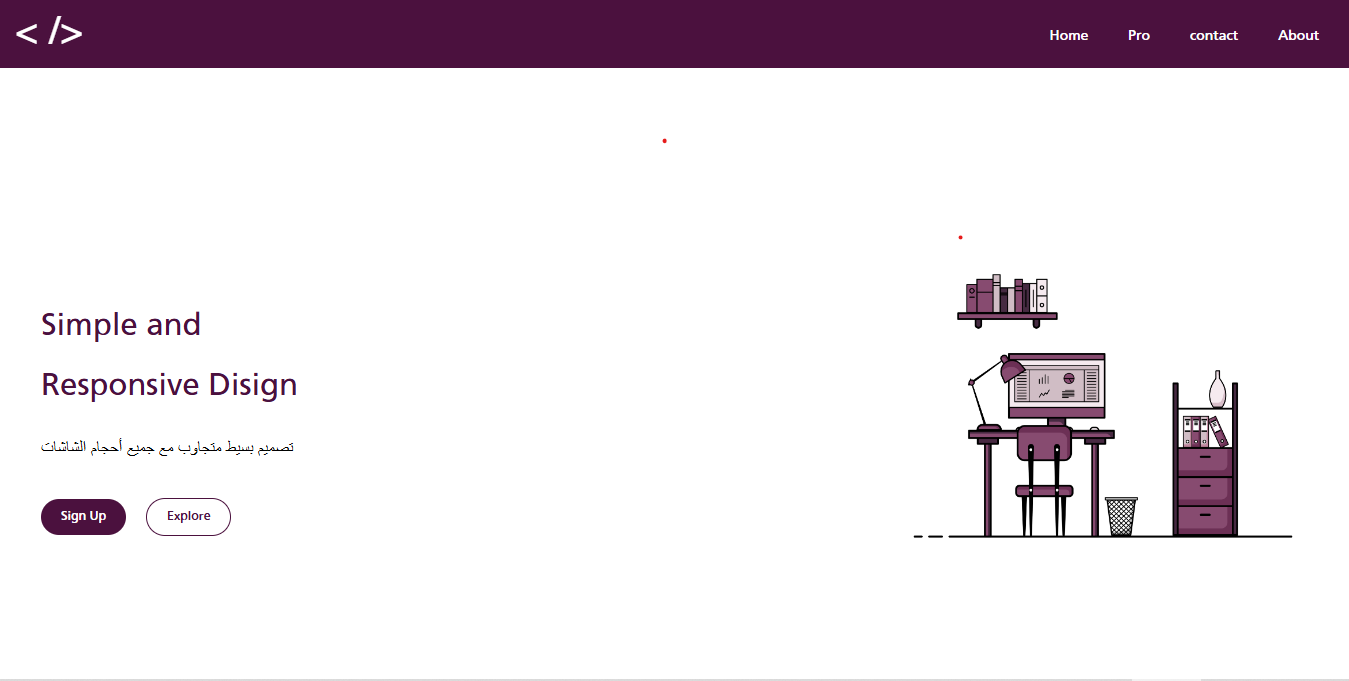 < />
Home Pro contact About
Simple and
Responsive Disign
تصميم بسيط متجاوب مع جميع أحجام الشاشات
Sign Up Explore